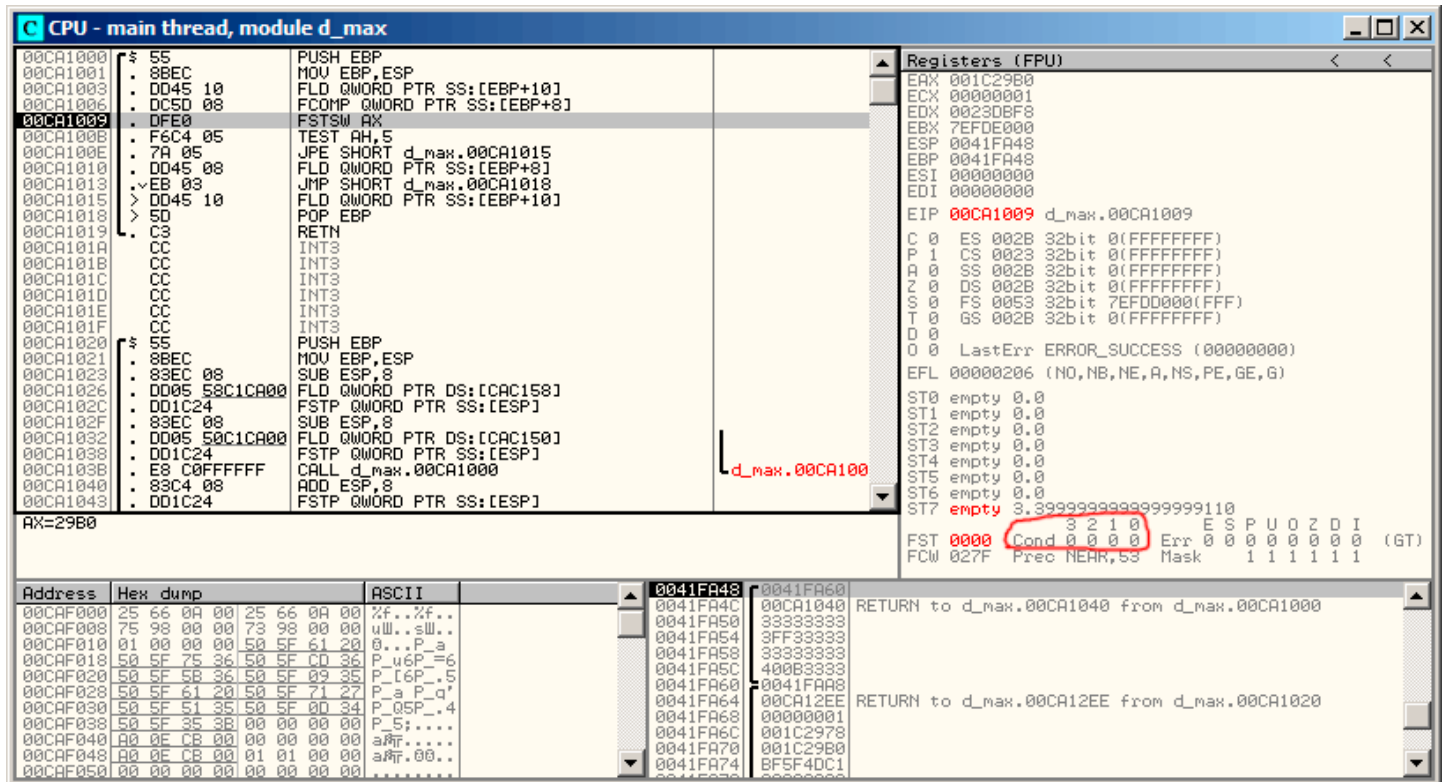 C CPU - main thread, module d_max
00CA1000 $ 55 PUSH EBP
00CA1001 . 8BEC MOV EBP,ESP
00CA1003 . DD45 10 FLD QWORD PTR SS:[EBP+10]
00CA1006 . DC5D 08 FCOMP QWORD PTR SS:[EBP+8]
00CA1009 . DFE0 FSTSW AX
00CA100B . F6C4 05 TEST AH,5
00CA100E . 7A 05 JPE SHORT d_max.00CA1015
00CA1010 . DD45 08 FLD QWORD PTR SS:[EBP+8]
00CA1013 .vEB 03 JMP SHORT d_max.00CA1018
00CA1015 > DD45 10 FLD QWORD PTR SS:[EBP+10]
00CA1018 > 5D POP EBP
00CA1019 . C3 RETN
00CA101A CC INT3
00CA101B CC INT3
00CA101C CC INT3
00CA101D CC INT3
00CA101E CC INT3
00CA101F CC INT3
00CA1020 $ 55 PUSH EBP
00CA1021 . 8BEC MOV EBP,ESP
00CA1023 . 83EC 08 SUB ESP,8
00CA1026 . DD05 58C1CA00 FLD QWORD PTR DS:[CAC158]
00CA102C . DD1C24 FSTP QWORD PTR SS:[ESP]
00CA102F . 83EC 08 SUB ESP,8
00CA1032 . DD05 50C1CA00 FLD QWORD PTR DS:[CAC150]
00CA1038 . DD1C24 FSTP QWORD PTR SS:[ESP]
00CA103B . E8 C0FFFFFF CALL d_max.00CA1000 d_max.00CA100
00CA1040 . 83C4 08 ADD ESP,8
00CA1043 . DD1C24 FSTP QWORD PTR SS:[ESP]
AX=29B0
Registers (FPU) < <
EAX 001C29B0
ECX 00000001
EDX 0023DBF8
EBX 7EFDE000
ESP 0041FA48
EBP 0041FA48
ESI 00000000
EDI 00000000
EIP 00CA1009 d_max.00CA1009
C 0 ES 002B 32bit 0(FFFFFFFF)
P 1 CS 0023 32bit 0(FFFFFFFF)
A 0 SS 002B 32bit 0(FFFFFFFF)
Z 0 DS 002B 32bit 0(FFFFFFFF)
S 0 FS 0053 32bit 7EFDD000(FFF)
T 0 GS 002B 32bit 0(FFFFFFFF)
D 0
O 0 LastErr ERROR_SUCCESS (00000000)
EFL 00000206 (NO,NB,NE,A,NS,PE,GE,G)
ST0 empty 0.0
ST1 empty 0.0
ST2 empty 0.0
ST3 empty 0.0
ST4 empty 0.0
ST5 empty 0.0
ST6 empty 0.0
ST7 empty 3.3999999999999999110
3 2 1 0 E S P U O Z D I
FST 0000 Cond 0 0 0 0 Err 0 0 0 0 0 0 0 0 (GT)
FCW 027F Prec NEAR,53 Mask 1 1 1 1 1 1
Address Hex dump ASCII
00CAF000 25 66 0A 00 25 66 0A 00 %f..%f..
00CAF008 75 98 00 00 73 98 00 00
00CAF010 01 00 00 00 50 5F 61 20
00CAF018 50 5F 75 36 50 5F CD 36 P_u6P_=6
00CAF020 50 5F 5B 36 50 5F 09 35 P_[6P_.5
00CAF028 50 5F 61 20 50 5F 71 27 P_a P_q'
00CAF030 50 5F 51 35 50 5F 0D 34 P_Q5P_.4
00CAF038 50 5F 35 3B 00 00 00 00 P_5;....
00CAF040 A0 0E CB 00 00 00 00 00
00CAF048 A0 0E CB 00 01 01 00 00
00CAF050 00 00 00 00 00 00 00 00 ........
0041FA48 0041FA60
0041FA4C 00CA1040 RETURN to d_max.00CA1040 from d_max.00CA1000
0041FA50 33333333
0041FA54 3FF33333
0041FA58 33333333
0041FA5C 400B3333
0041FA60 0041FAA8
0041FA64 00CA12EE RETURN to d_max.00CA12EE from d_max.00CA1020
0041FA68 00000001
0041FA6C 001C2978
0041FA70 001C29B0
0041FA74 BF5F4DC1